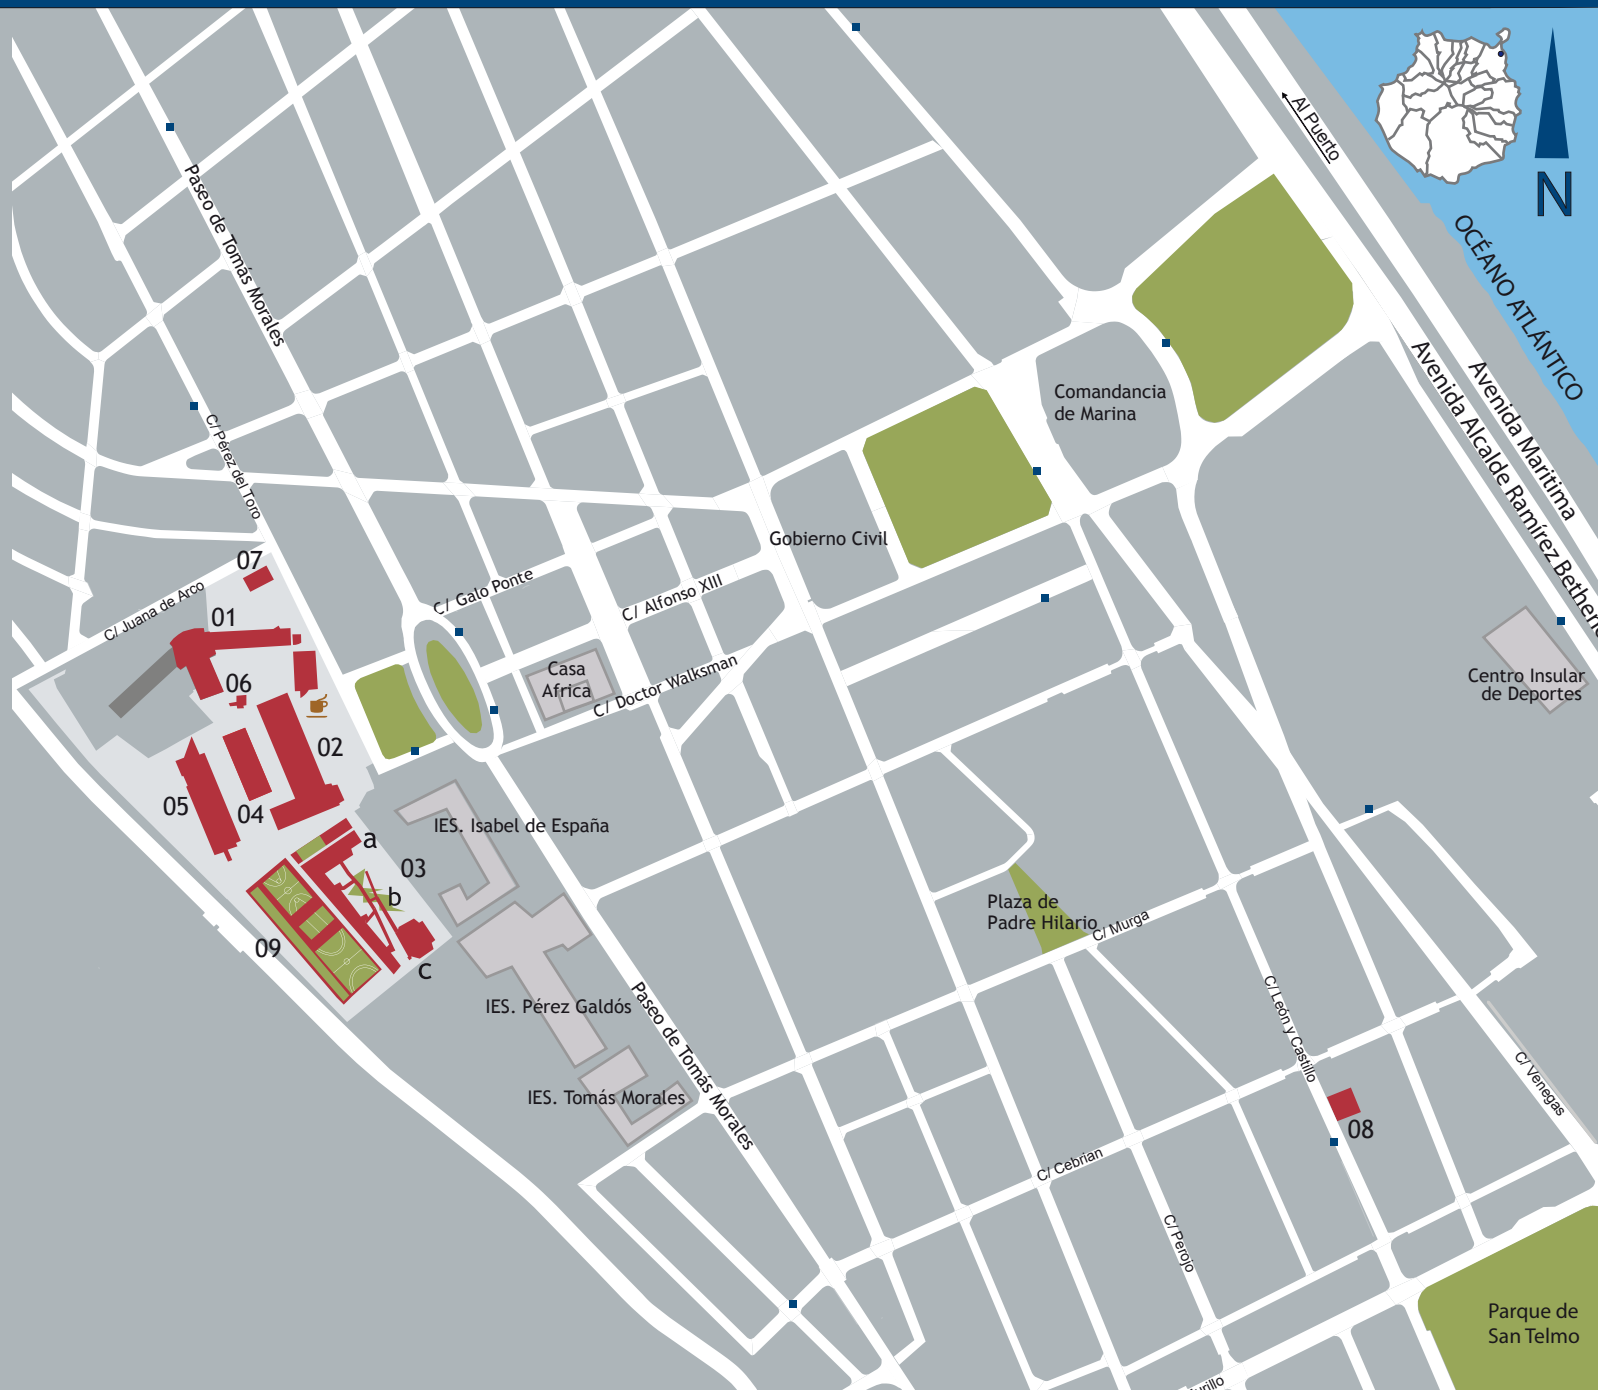 Al Puerto
N
OCÉANO ATLÁNTICO
Avenida Maritima
Avenida Alcalde Ramírez
Paseo de Tomás Morales
Comandancia
de Marina
C/ Pérez del Toro
Gobierno Civil
07
C/ Juana de Arco
C/ Galo Ponte
C/ Alfonso XIII
01
Casa
Africa
C/ Doctor Walksman
06
Centro Insular
de Deportes
02
05
04
IES. Isabel de España
a
03
b
Plaza de
Padre Hilario
C/ Murga
09
c
IES. Pérez Galdós
Paseo de Tomás Morales
C/ León y Castillo
C/ Venegas
IES. Tomás Morales
08
C/ Cebrian
C/ Perojo
Parque de
San Telmo